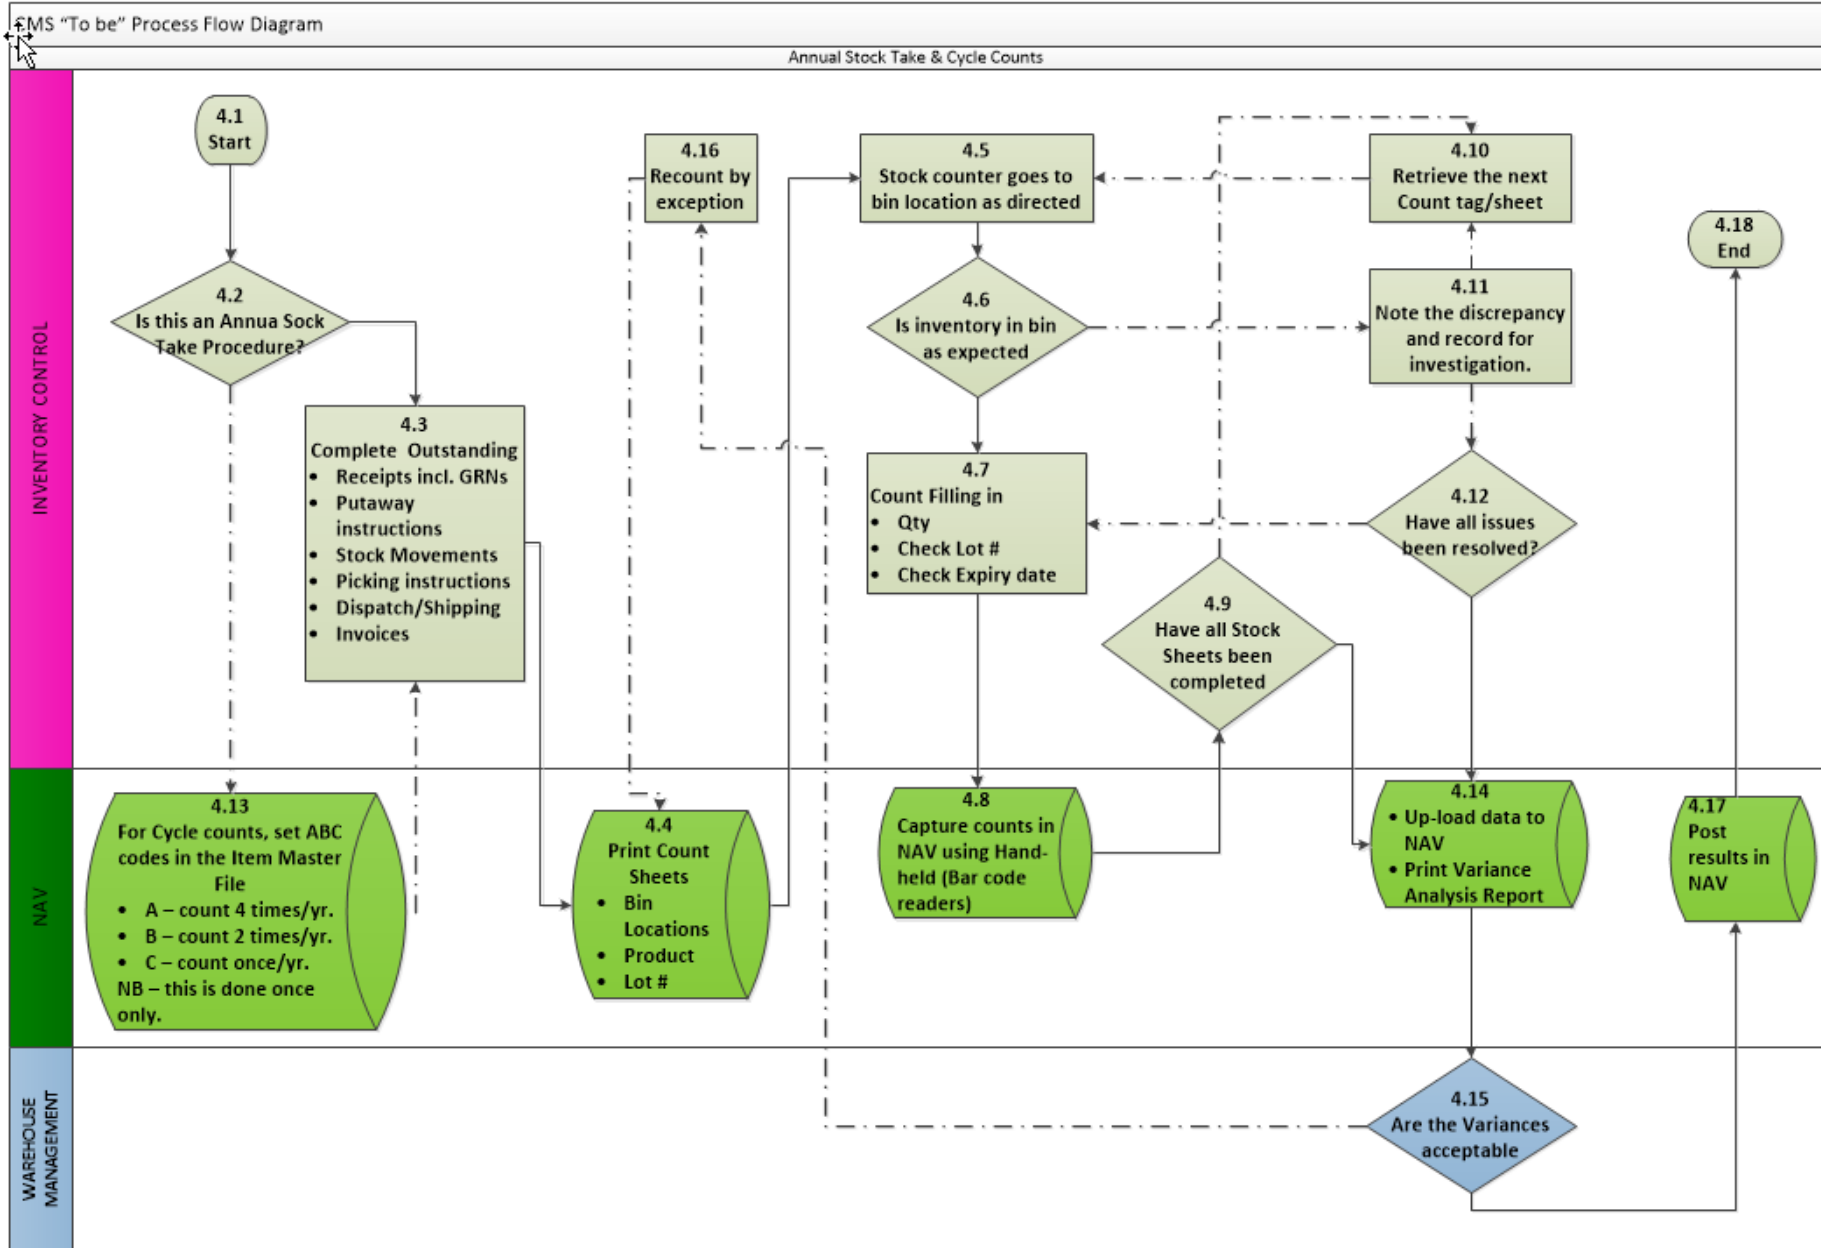 CMS “To be” Process Flow Diagram
Annual Stock Take & Cycle Counts
INVENTORY CONTROL
4.1
Start
4.2
Is this an Annua Sock
Take Procedure?
4.3
Complete Outstanding
• Receipts incl. GRNs
• Putaway
instructions
• Stock Movements
• Picking instructions
• Dispatch/Shipping
• Invoices
4.16
Recount by
exception
4.5
Stock counter goes to
bin location as directed
4.6
Is inventory in bin
as expected
4.7
Count Filling in
• Qty
• Check Lot #
• Check Expiry date
4.9
Have all Stock
Sheets been
completed
4.10
Retrieve the next
Count tag/sheet
4.11
Note the discrepancy
and record for
investigation.
4.12
Have all issues
been resolved?
4.18
End
NAV
4.13
For Cycle counts, set ABC
codes in the Item Master
File
• A – count 4 times/yr.
• B – count 2 times/yr.
• C – count once/yr.
NB – this is done once
only.
4.4
Print Count
Sheets
• Bin
Locations
• Product
• Lot #
4.8
Capture counts in
NAV using Hand-
held (Bar code
readers)
4.14
• Up-load data to
NAV
• Print Variance
Analysis Report
4.17
Post
results in
NAV
WAREHOUSE
MANAGEMENT
4.15
Are the Variances
acceptable